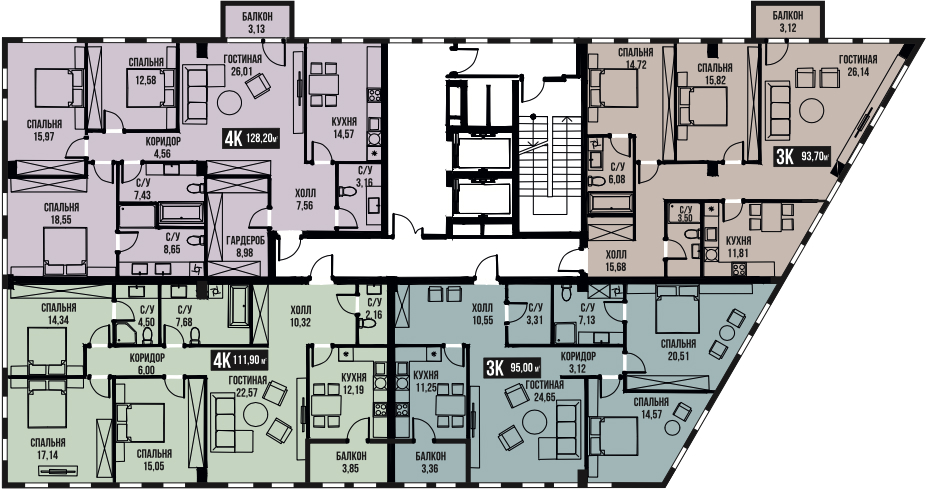 БАЛКОН
3,13
СПАЛЬНЯ
15,97
СПАЛЬНЯ
12,58
ГОСТИНАЯ
26,01
КУХНЯ
14,57
КОРИДОР
4,56
4K 128,20м²
С/У
7,43
С/У
3,16
ХОЛЛ
7,56
СПАЛЬНЯ
18,55
С/У
8,65
ГАРДЕРОБ
8,98
БАЛКОН
3,12
СПАЛЬНЯ
14,72
СПАЛЬНЯ
15,82
ГОСТИНАЯ
26,14
3K 93,70м²
С/У
6,08
С/У
3,50
ХОЛЛ
15,68
КУХНЯ
11,81
СПАЛЬНЯ
14,34
С/У
4,50
С/У
7,68
ХОЛЛ
10,32
С/У
2,16
КОРИДОР
6,00
4K 111,90м²
ГОСТИНАЯ
22,57
КУХНЯ
12,19
СПАЛЬНЯ
17,14
СПАЛЬНЯ
15,05
БАЛКОН
3,85
ХОЛЛ
10,55
С/У
3,31
С/У
7,13
СПАЛЬНЯ
20,51
КОРИДОР
3,12
3K 95,00м²
КУХНЯ
11,25
ГОСТИНАЯ
24,65
СПАЛЬНЯ
14,57
БАЛКОН
3,36